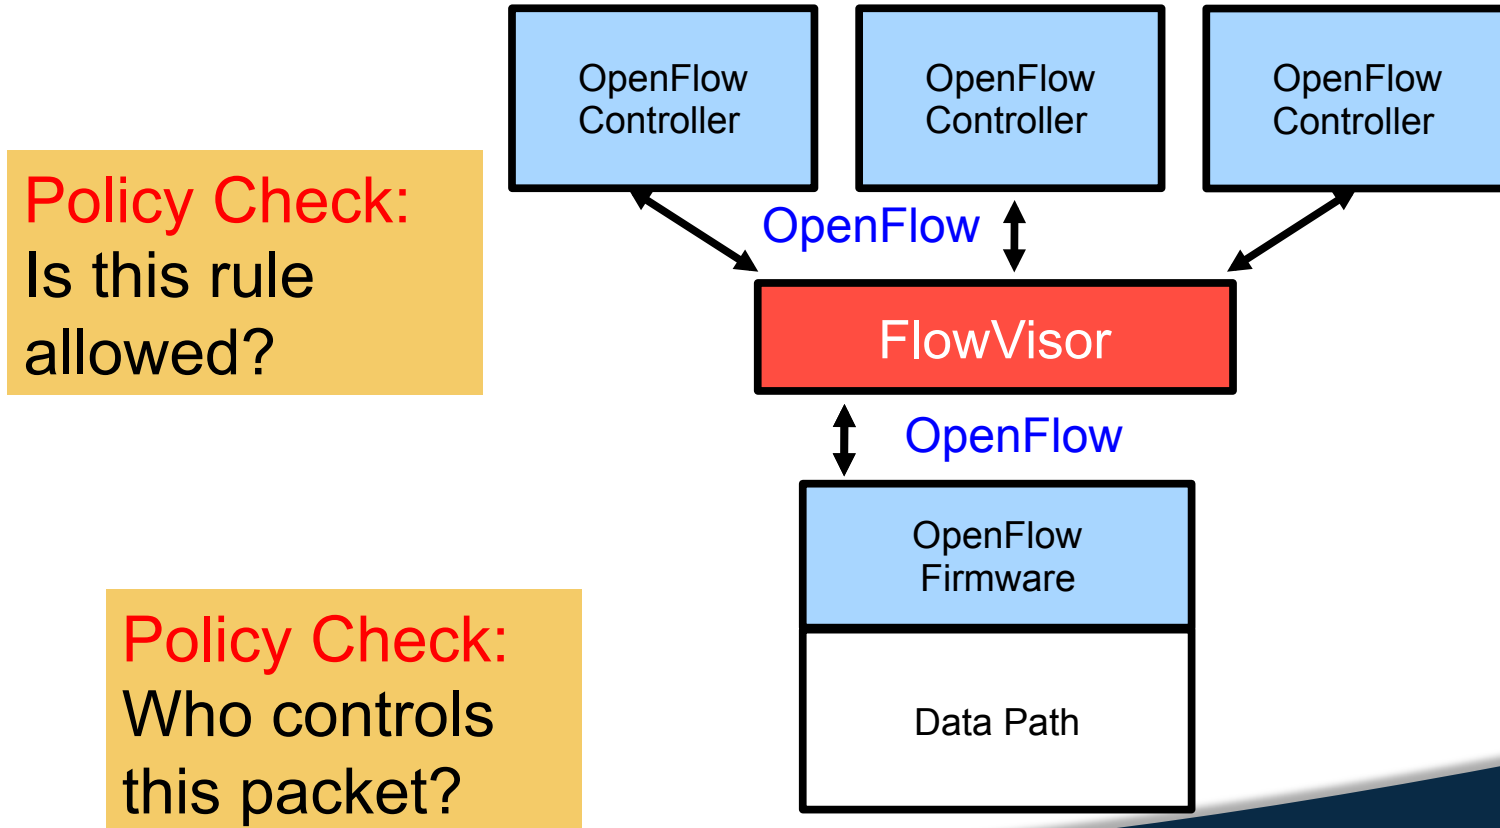 OpenFlow
Controller
OpenFlow
Controller
OpenFlow
Controller
Policy Check:
Is this rule
allowed?
OpenFlow
FlowVisor
OpenFlow
OpenFlow
Firmware
Policy Check:
Who controls
this packet?
Data Path